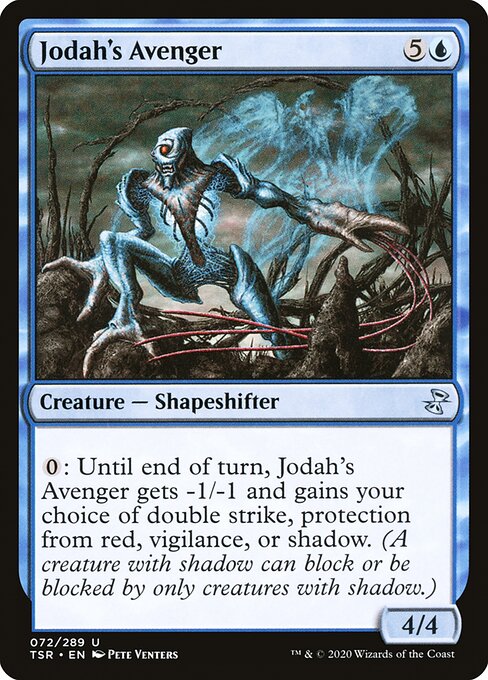 Jodah's Avenger 5
Creature — Shapeshifter
0: Until end of turn, Jodah's
Avenger gets -1/-1 and gains your
choice of double strike, protection
from red, vigilance, or shadow. (A
creature with shadow can block or be
blocked by only creatures with shadow.)
4/4
072/289 U
TSR • EN Pete Venters
™ & © 2020 Wizards of the Coast